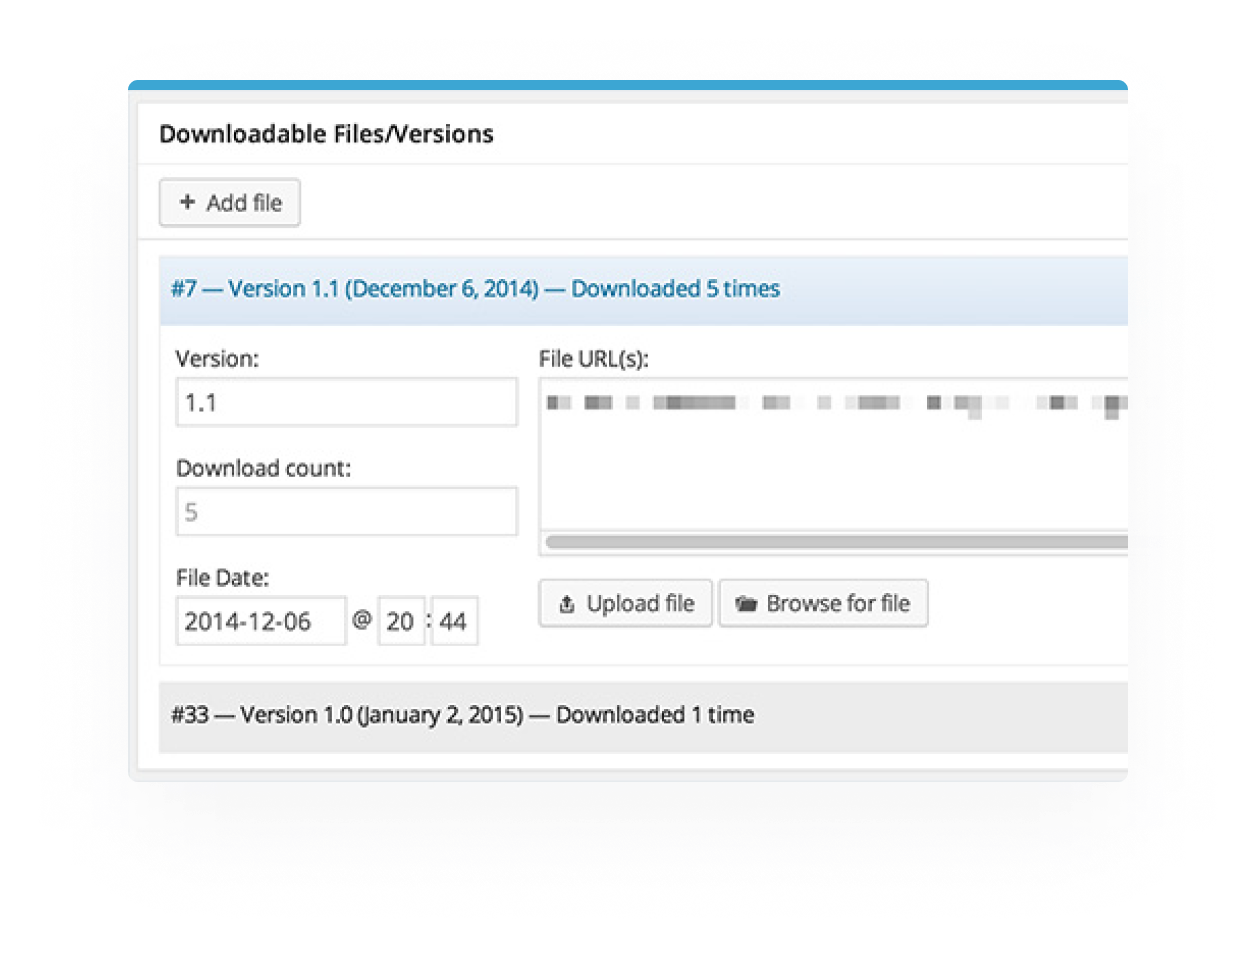 Downloadable Files/Versions
+ Add file
#7 — Version 1.1 (December 6, 2014) — Downloaded 5 times
Version:
File URL(s):
1.1
Download count:
5
File Date:
2014-12-06 @ 20 : 44
Upload file
Browse for file
#33 — Version 1.0 (January 2, 2015) — Downloaded 1 time